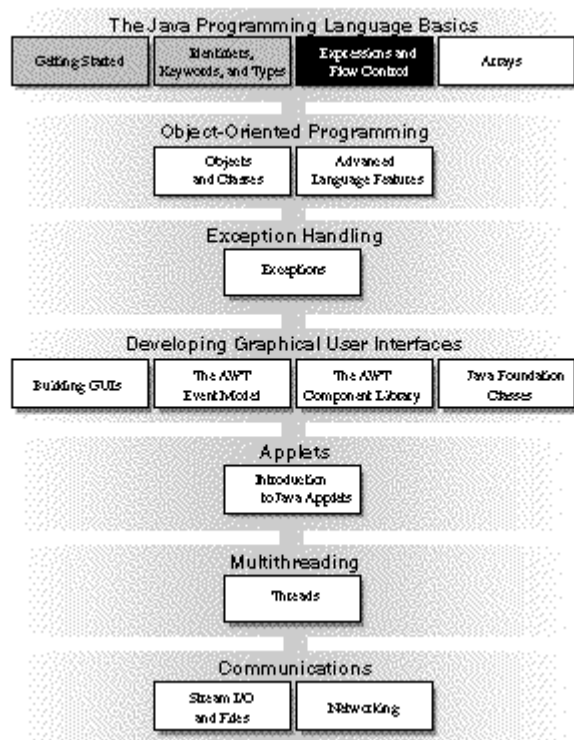 The Java Programming Language Basics
Getting Started
Identifiers,
Keywords, and Types
Expressions and
Flow Control
Arrays
Object-Oriented Programming
Objects
and Classes
Advanced
Language Features
Exception Handling
Exceptions
Developing Graphical User Interfaces
Building GUIs
The AWT
Event Model
The AWT
Component Library
Java Foundation
Classes
Applets
Introduction
to Java Applets
Multithreading
Threads
Communications
Stream I/O
and Files
Networking